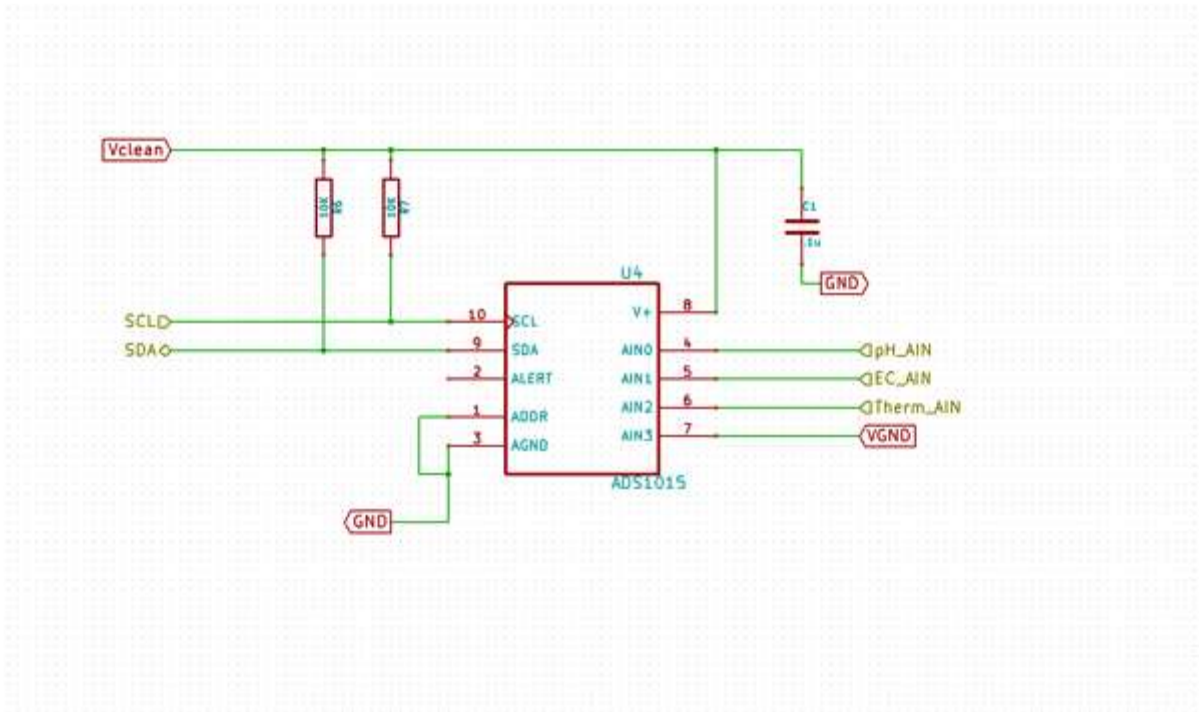 Vclean
10K
R6
10K
R7
C1
.1u
GND
U4
SCL
SDA
10
SCL
9
SDA
2
ALERT
1
ADDR
3
AGND
V+
8
AIN0
4
pH_AIN
AIN1
5
EC_AIN
AIN2
6
Therm_AIN
AIN3
7
VGND
ADS1015
GND